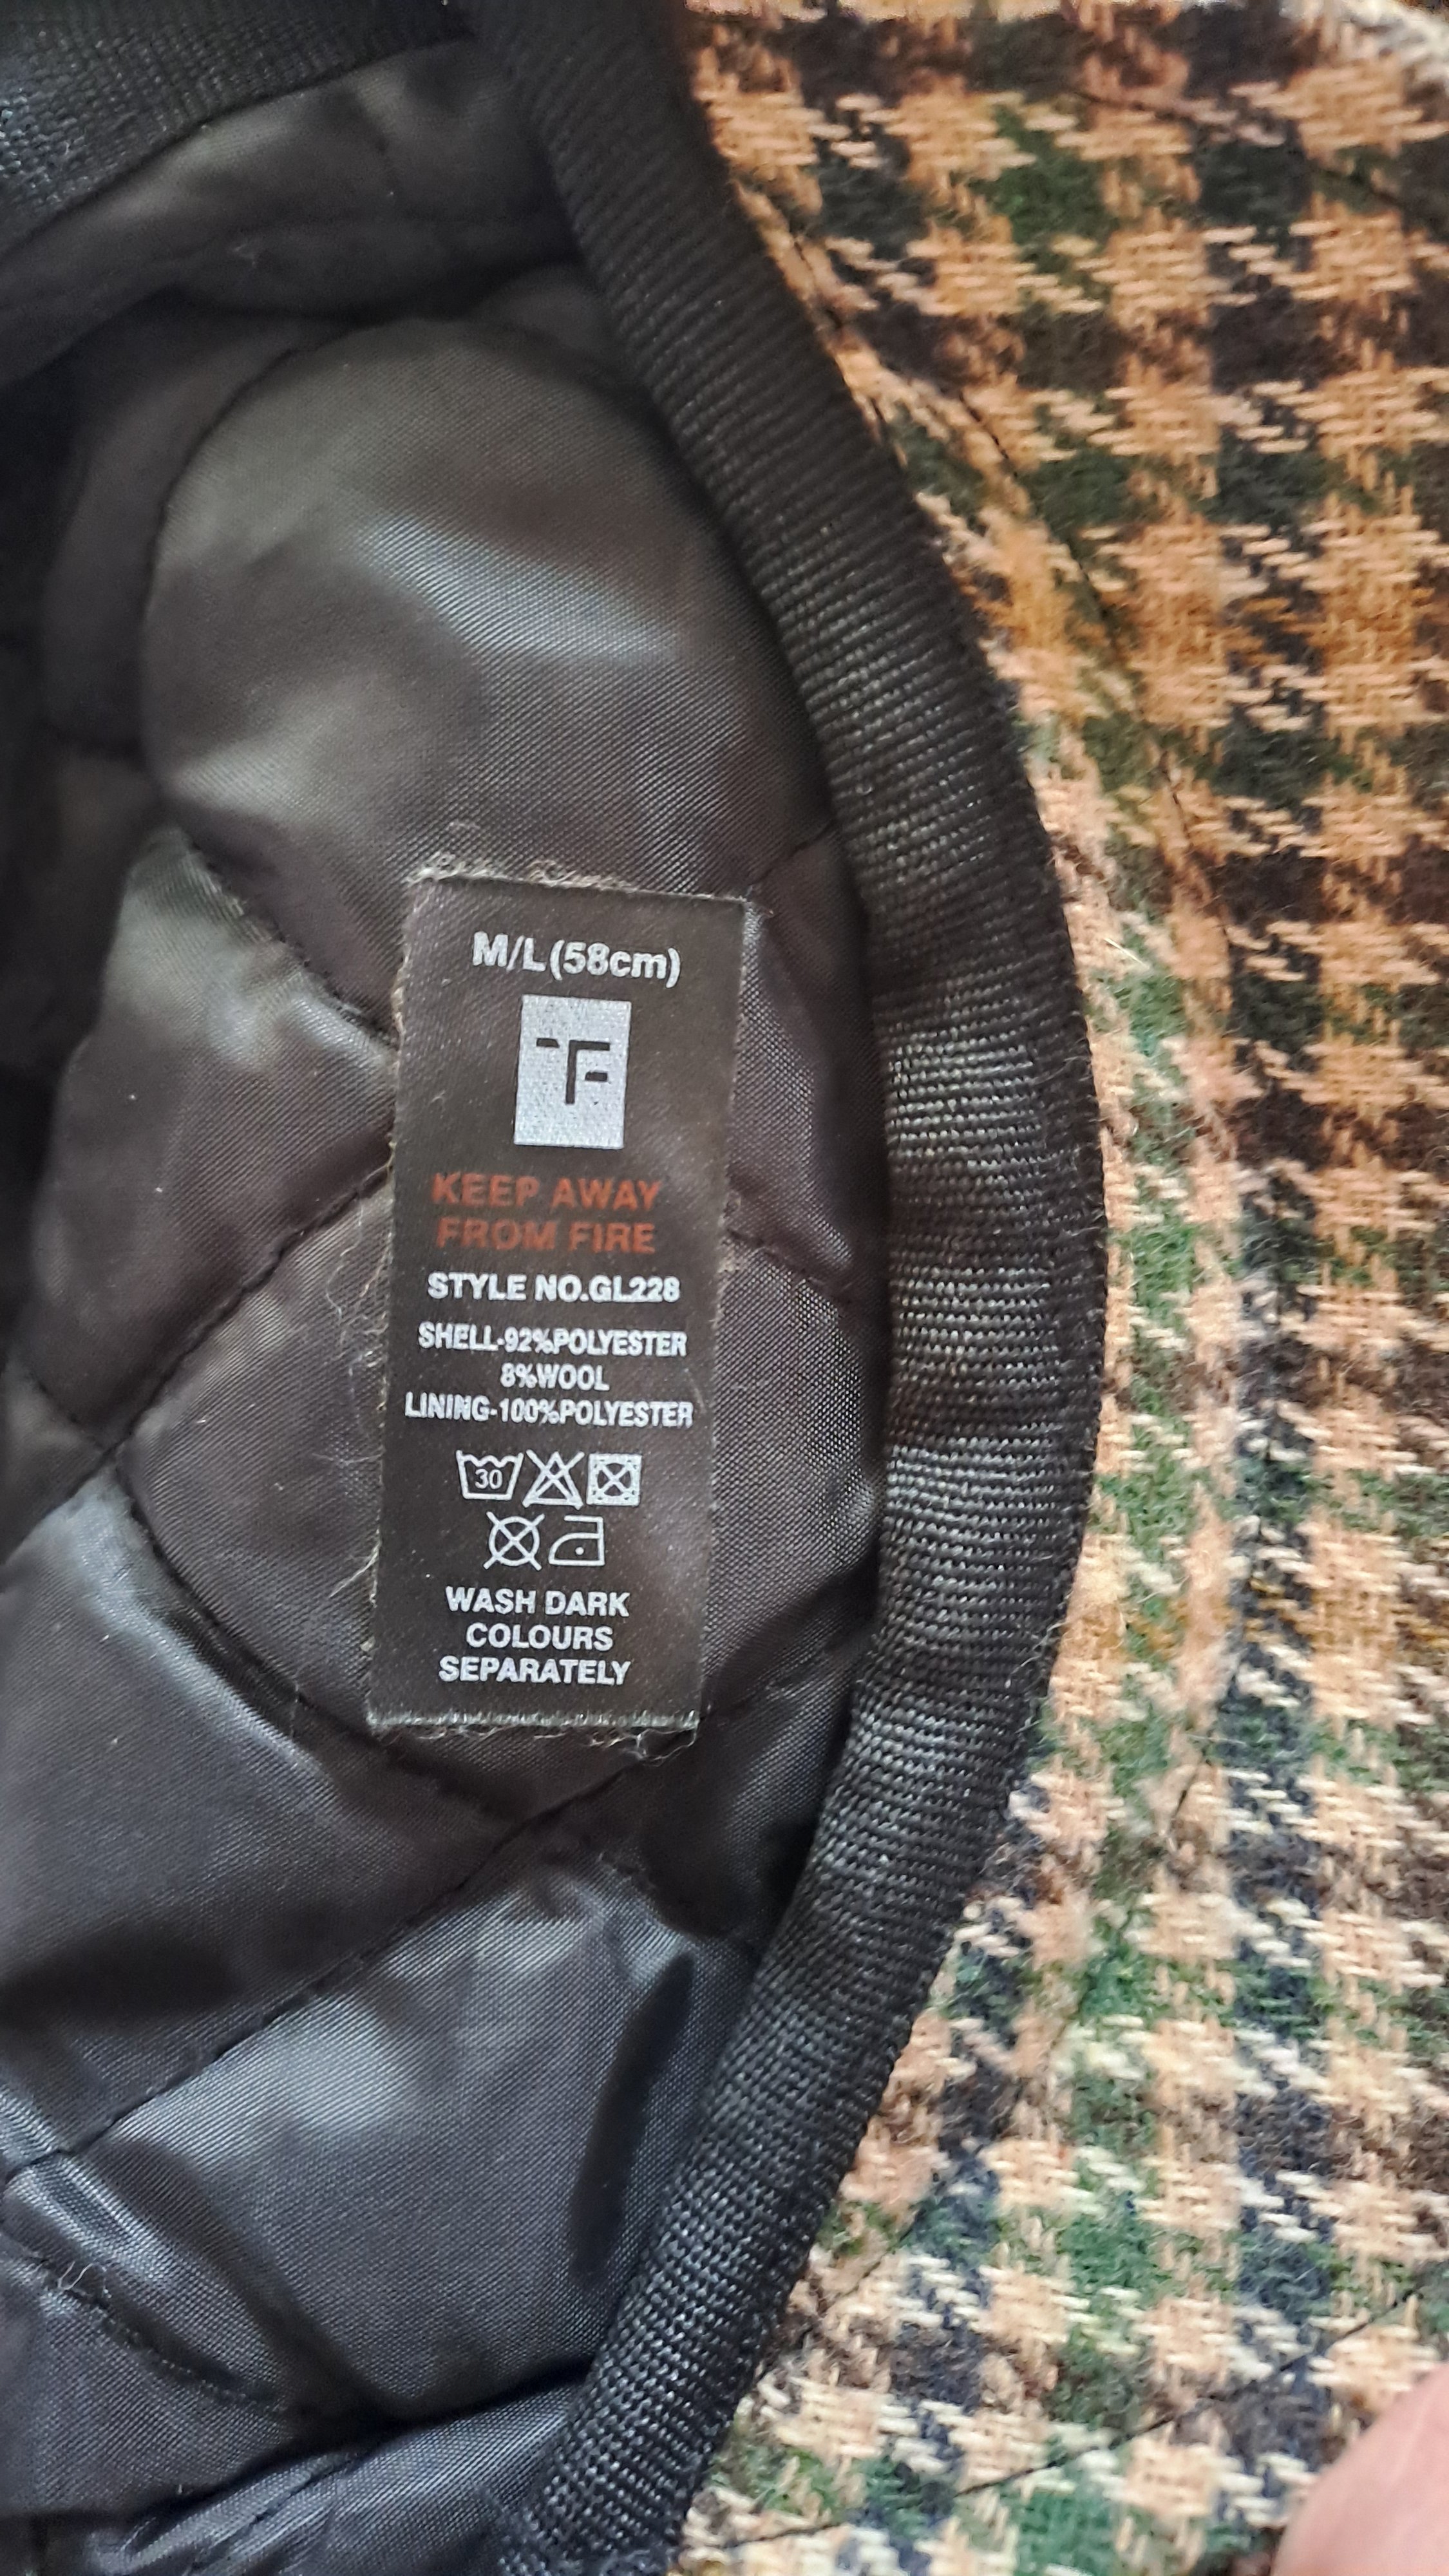 M/L(58cm)
TF
KEEP AWAY
FROM FIRE
STYLE NO.GL228
SHELL-92%POLYESTER
8%WOOL
LINING-100%POLYESTER
30
WASH DARK
COLOURS
SEPARATELY